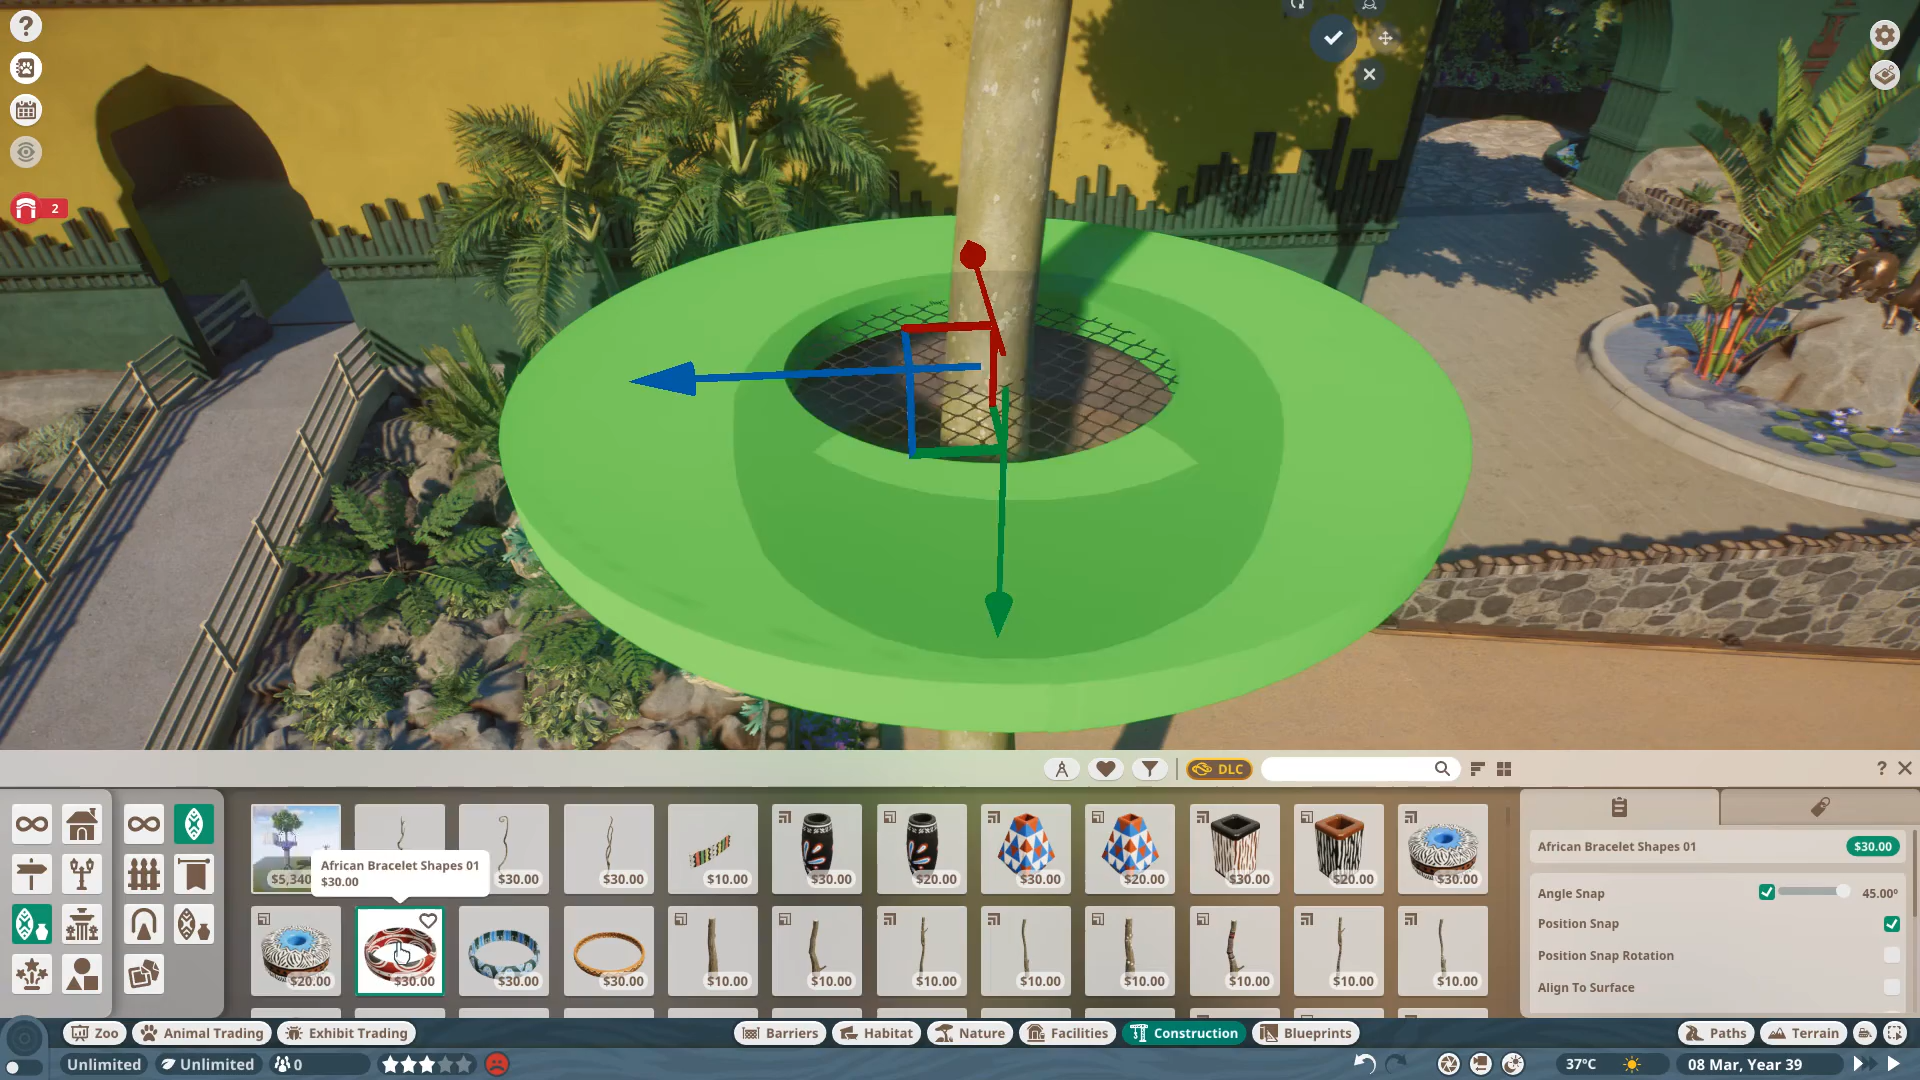 ?
2
DLC
?
$5,340
$30.00
$30.00
$10.00
$30.00
$20.00
$30.00
$20.00
$30.00
$20.00
$30.00
African Bracelet Shapes 01
$30.00
$20.00
$30.00
$30.00
$30.00
$10.00
$10.00
$10.00
$10.00
$10.00
$10.00
$10.00
$10.00
African Bracelet Shapes 01
$30.00
Angle Snap
45.00°
Position Snap
Position Snap Rotation
Align To Surface
Zoo
Animal Trading
Exhibit Trading
Barriers
Habitat
Nature
Facilities
Construction
Blueprints
Paths
Terrain
Unlimited
Unlimited
0
37°C
08 Mar, Year 39